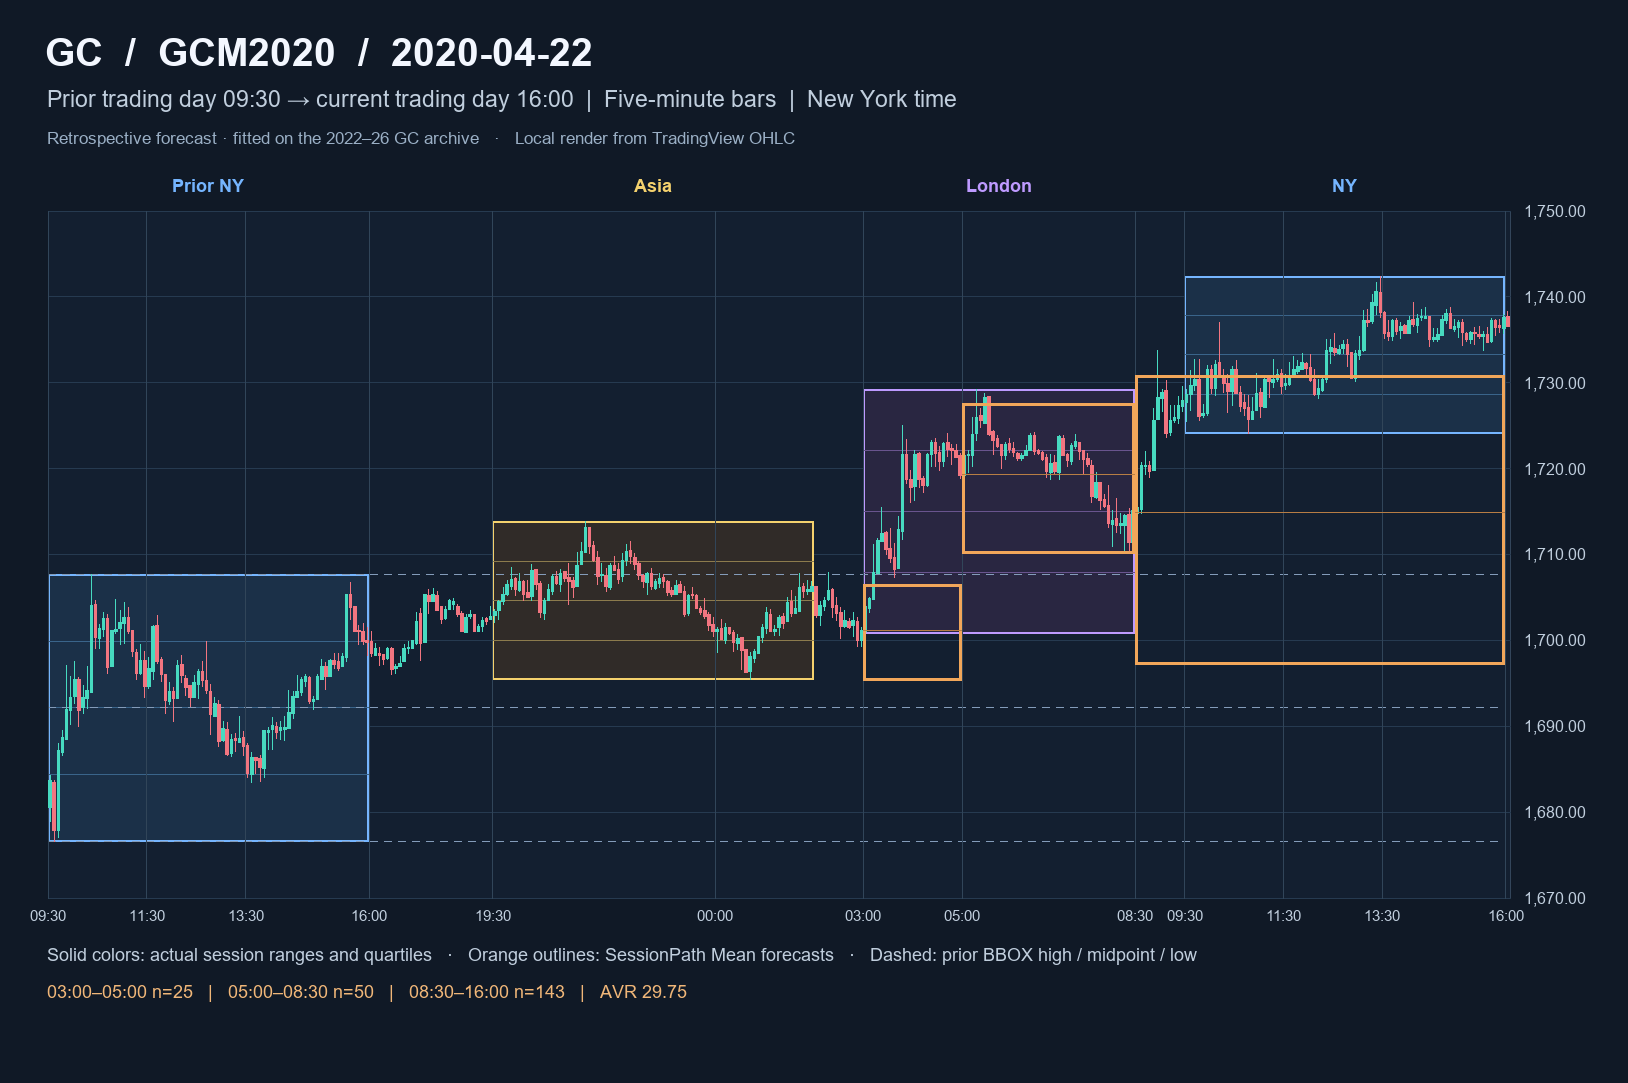 GC / GCM2020 / 2020-04-22
Prior trading day 09:30 → current trading day 16:00 | Five-minute bars | New York time
Retrospective forecast · fitted on the 2022–26 GC archive · Local render from TradingView OHLC
Prior NY Asia London NY
1,750.00
1,740.00
1,730.00
1,720.00
1,710.00
1,700.00
1,690.00
1,680.00
1,670.00
09:30 11:30 13:30 16:00 19:30 00:00 03:00 05:00 08:30 09:30 11:30 13:30 16:00
Solid colors: actual session ranges and quartiles · Orange outlines: SessionPath Mean forecasts · Dashed: prior BBOX high / midpoint / low
03:00–05:00 n=25 | 05:00–08:30 n=50 | 08:30–16:00 n=143 | AVR 29.75